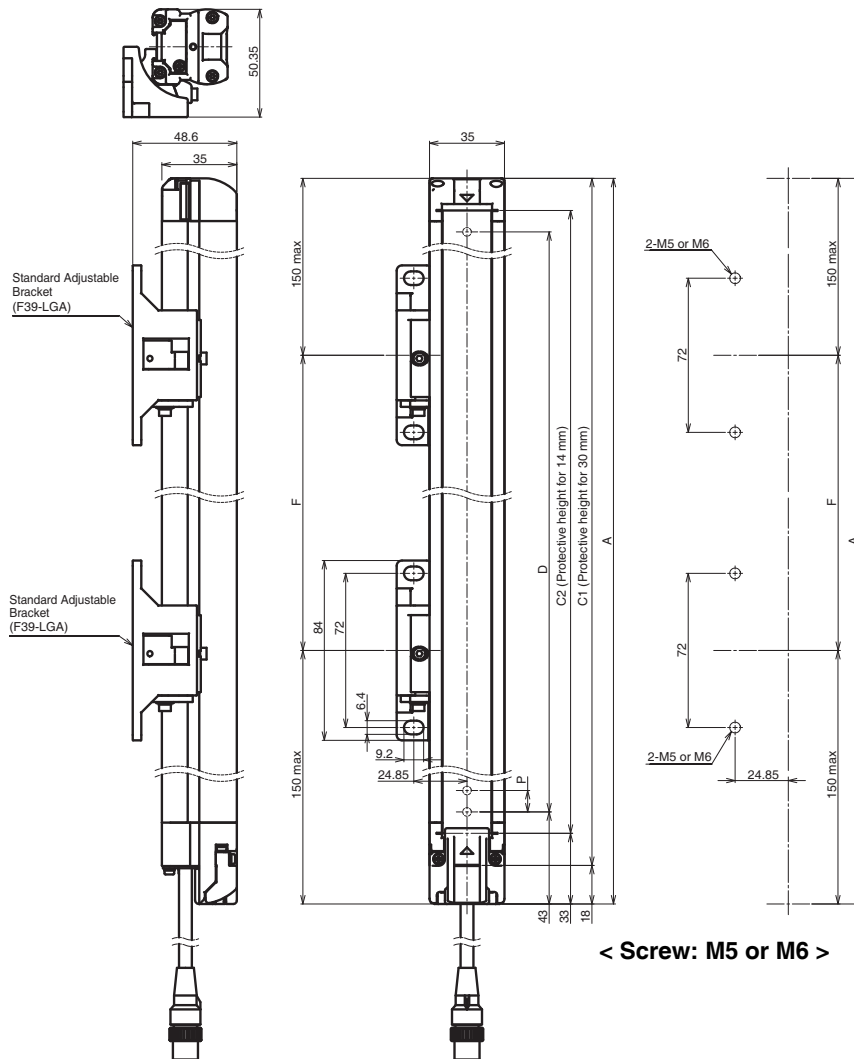 50.35
48.6
35
35
150 max
150 max
2-M5 or M6
Standard Adjustable
Bracket
(F39-LGA)
72
F
D
C2 (Protective height for 14 mm)
C1 (Protective height for 30 mm)
A
F
A
Standard Adjustable
Bracket
(F39-LGA)
84
72
72
6.4
9.2
24.85
P
2-M5 or M6
24.85
150 max
150 max
43
33
18
< Screw: M5 or M6 >